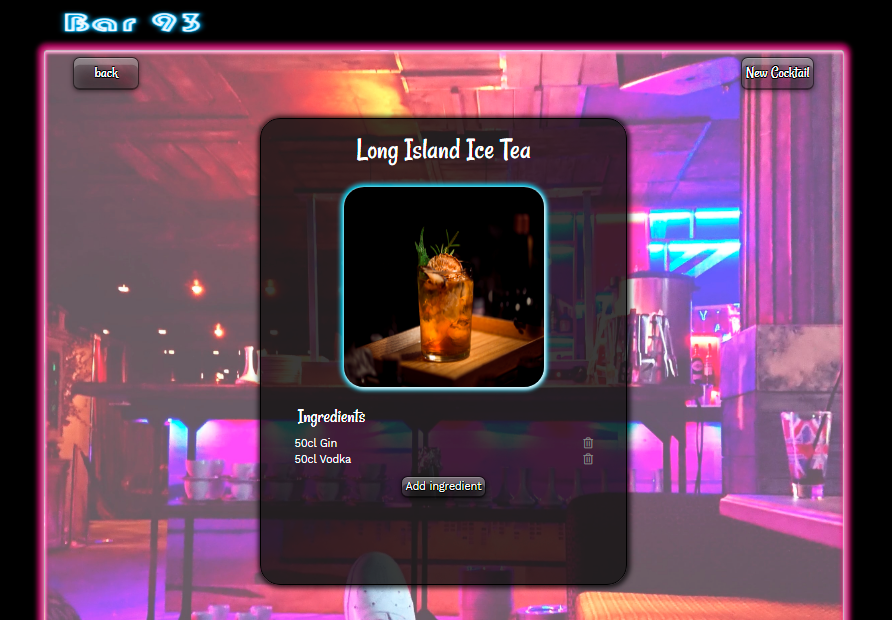 Bar 93
back
New Cocktail
Long Island Ice Tea
Ingredients
50cl Gin
50cl Vodka
Add ingredient